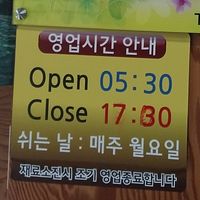 영업시간 안내
Open 05:30
Close 17:30
쉬는 날 : 매주 월요일
재료소진시 조기 영업종료합니다